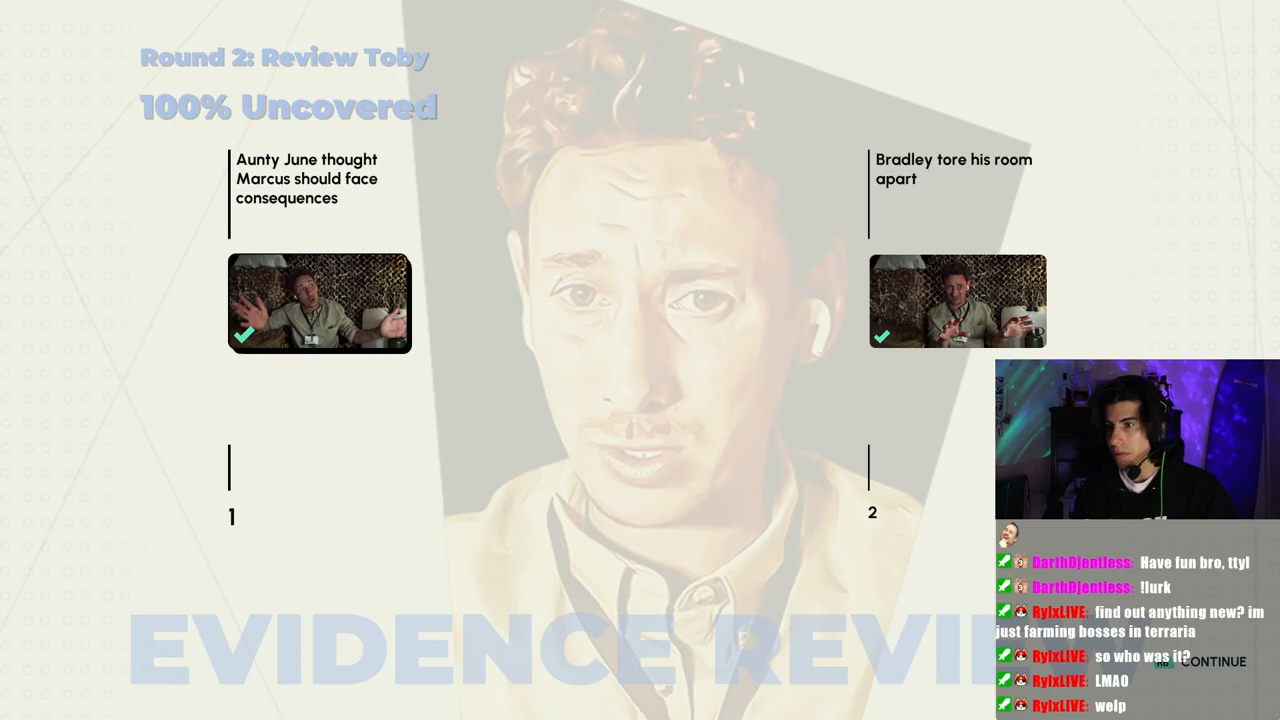 Round 2: Review Toby
100% Uncovered
Aunty June thought
Marcus should face
consequences
Bradley tore his room
apart
1
2
EVIDENCE REVIEW
DarthDjentless: Have fun bro, ttyl
DarthDjentless: !lurk
RylxLIVE: find out anything new? im
just farming bosses in terraria
RylxLIVE: so who was it?
CONTINUE
RylxLIVE: LMAO
RylxLIVE: welp